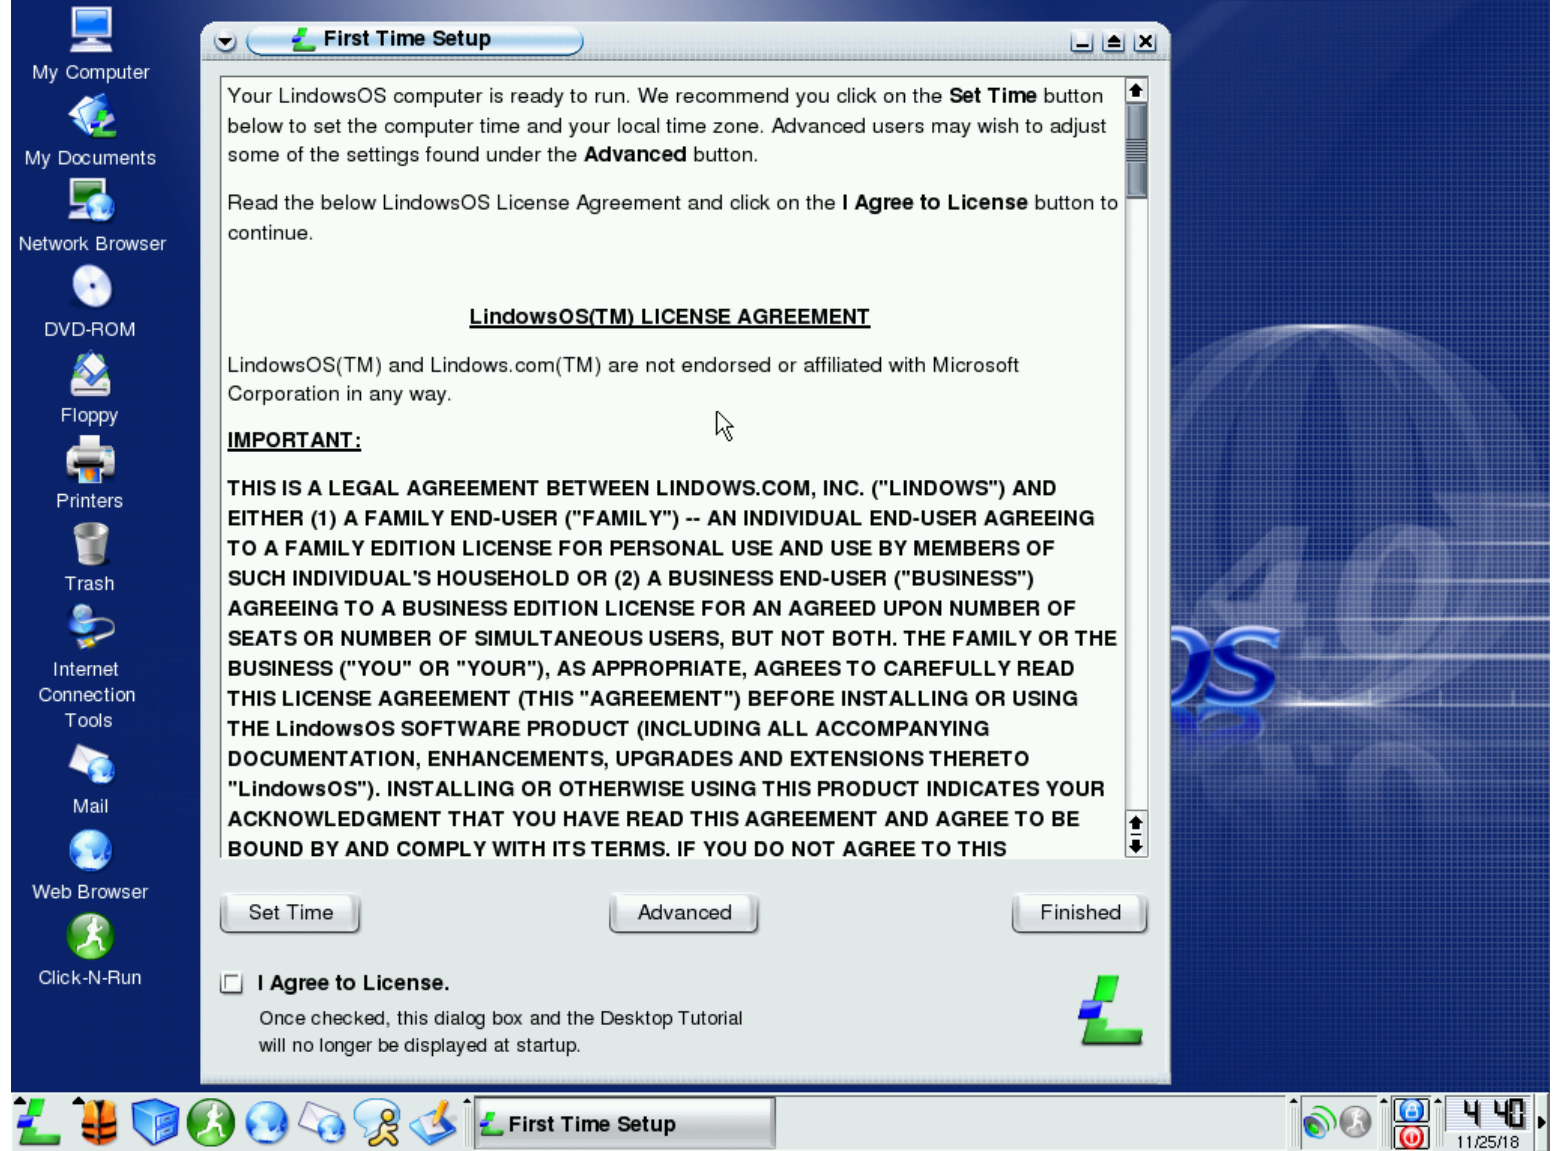 My Computer
My Documents
Network Browser
DVD-ROM
Floppy
Printers
Trash
Internet
Connection
Tools
Mail
Web Browser
Click-N-Run
First Time Setup
Your LindowsOS computer is ready to run. We recommend you click on the Set Time button
below to set the computer time and your local time zone. Advanced users may wish to adjust
some of the settings found under the Advanced button.
Read the below LindowsOS License Agreement and click on the I Agree to License button to
continue.
LindowsOS(TM) LICENSE AGREEMENT
LindowsOS(TM) and Lindows.com(TM) are not endorsed or affiliated with Microsoft
Corporation in any way.
IMPORTANT:
THIS IS A LEGAL AGREEMENT BETWEEN LINDOWS.COM, INC. ("LINDOWS") AND
EITHER (1) A FAMILY END-USER ("FAMILY") -- AN INDIVIDUAL END-USER AGREEING
TO A FAMILY EDITION LICENSE FOR PERSONAL USE AND USE BY MEMBERS OF
SUCH INDIVIDUAL'S HOUSEHOLD OR (2) A BUSINESS END-USER ("BUSINESS")
AGREEING TO A BUSINESS EDITION LICENSE FOR AN AGREED UPON NUMBER OF
SEATS OR NUMBER OF SIMULTANEOUS USERS, BUT NOT BOTH. THE FAMILY OR THE
BUSINESS ("YOU" OR "YOUR"), AS APPROPRIATE, AGREES TO CAREFULLY READ
THIS LICENSE AGREEMENT (THIS "AGREEMENT") BEFORE INSTALLING OR USING
THE LindowsOS SOFTWARE PRODUCT (INCLUDING ALL ACCOMPANYING
DOCUMENTATION, ENHANCEMENTS, UPGRADES AND EXTENSIONS THERETO
"LindowsOS"). INSTALLING OR OTHERWISE USING THIS PRODUCT INDICATES YOUR
ACKNOWLEDGMENT THAT YOU HAVE READ THIS AGREEMENT AND AGREE TO BE
BOUND BY AND COMPLY WITH ITS TERMS. IF YOU DO NOT AGREE TO THIS
Set Time
Advanced
Finished
I Agree to License.
Once checked, this dialog box and the Desktop Tutorial
will no longer be displayed at startup.
4.0
OS
First Time Setup
4 40
11/25/18